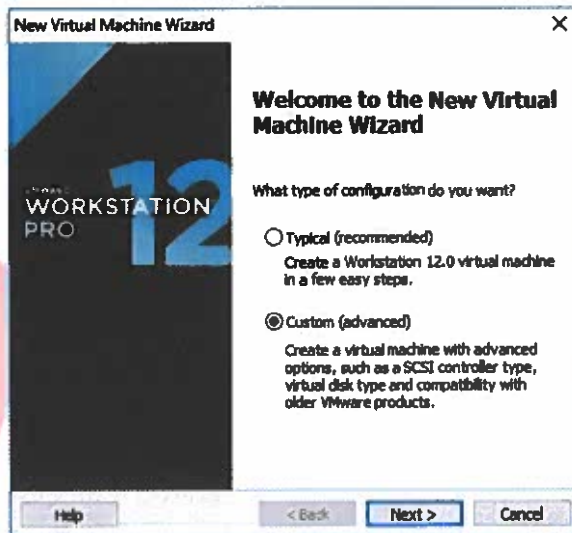 New Virtual Machine Wizard
WORKSTATION
PRO
12
Welcome to the New Virtual
Machine Wizard
What type of configuration do you want?
Typical (recommended)
Create a Workstation 12.0 virtual machine
in a few easy steps.
Custom (advanced)
Create a virtual machine with advanced
options, such as a SCSI controller type,
virtual disk type and compatibility with
older VMware products.
Help
< Back
Next >
Cancel